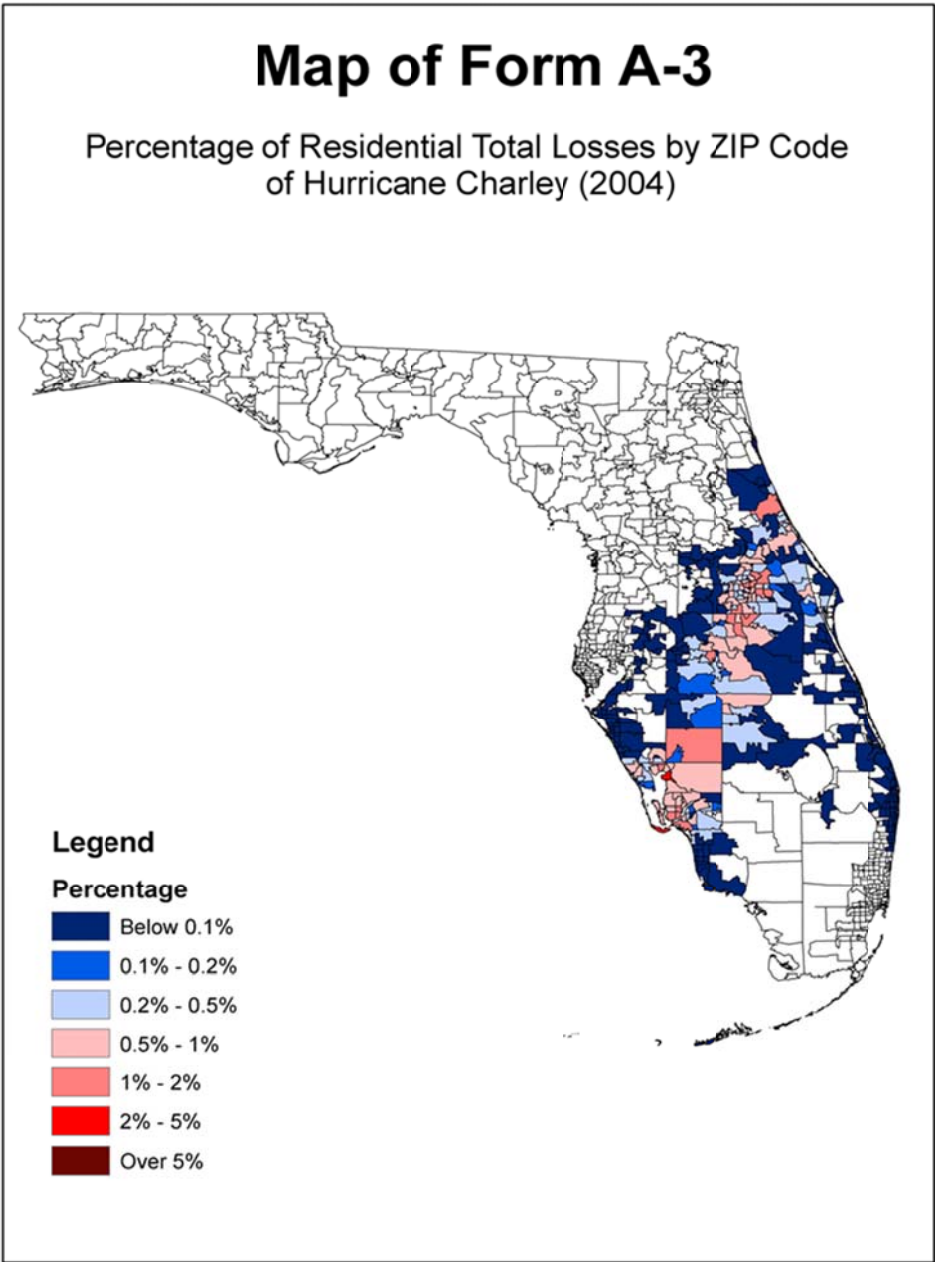 Map of Form A-3
Percentage of Residential Total Losses by ZIP Code
of Hurricane Charley (2004)
Legend
Percentage
Below 0.1%
0.1% - 0.2%
0.2% - 0.5%
0.5% - 1%
1% - 2%
2% - 5%
Over 5%